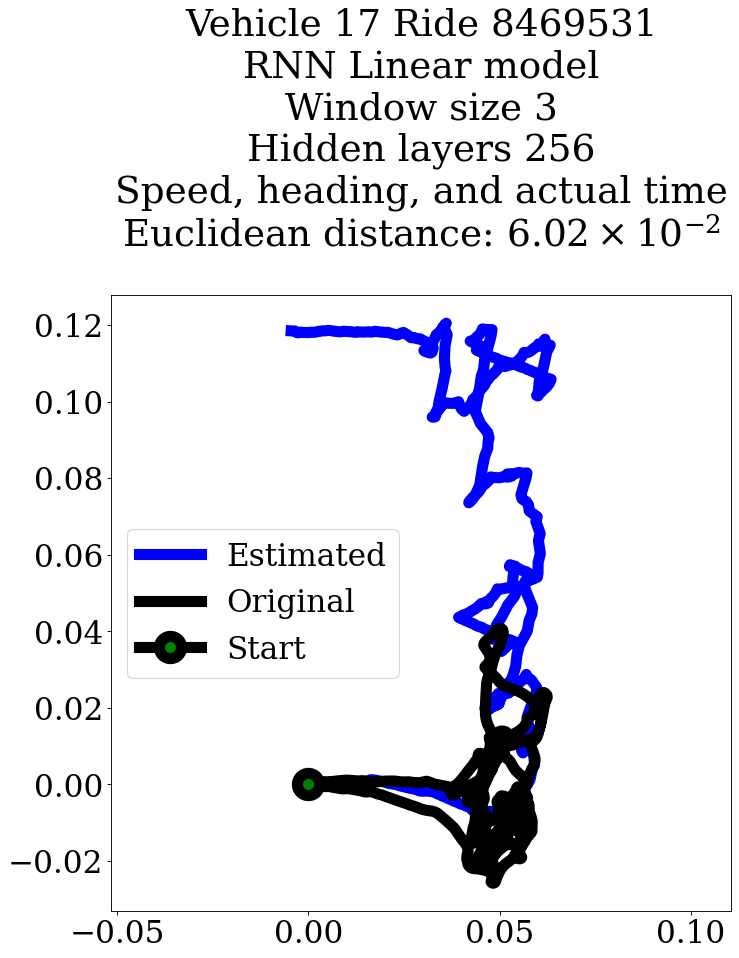 Vehicle 17 Ride 8469531
RNN Linear model
Window size 3
Hidden layers 256
Speed, heading, and actual time
Euclidean distance: 6.02 × 10⁻²
0.12
0.10
0.08
0.06
0.04
0.02
0.00
−0.02
Estimated
Original
Start
−0.05
0.00
0.05
0.10